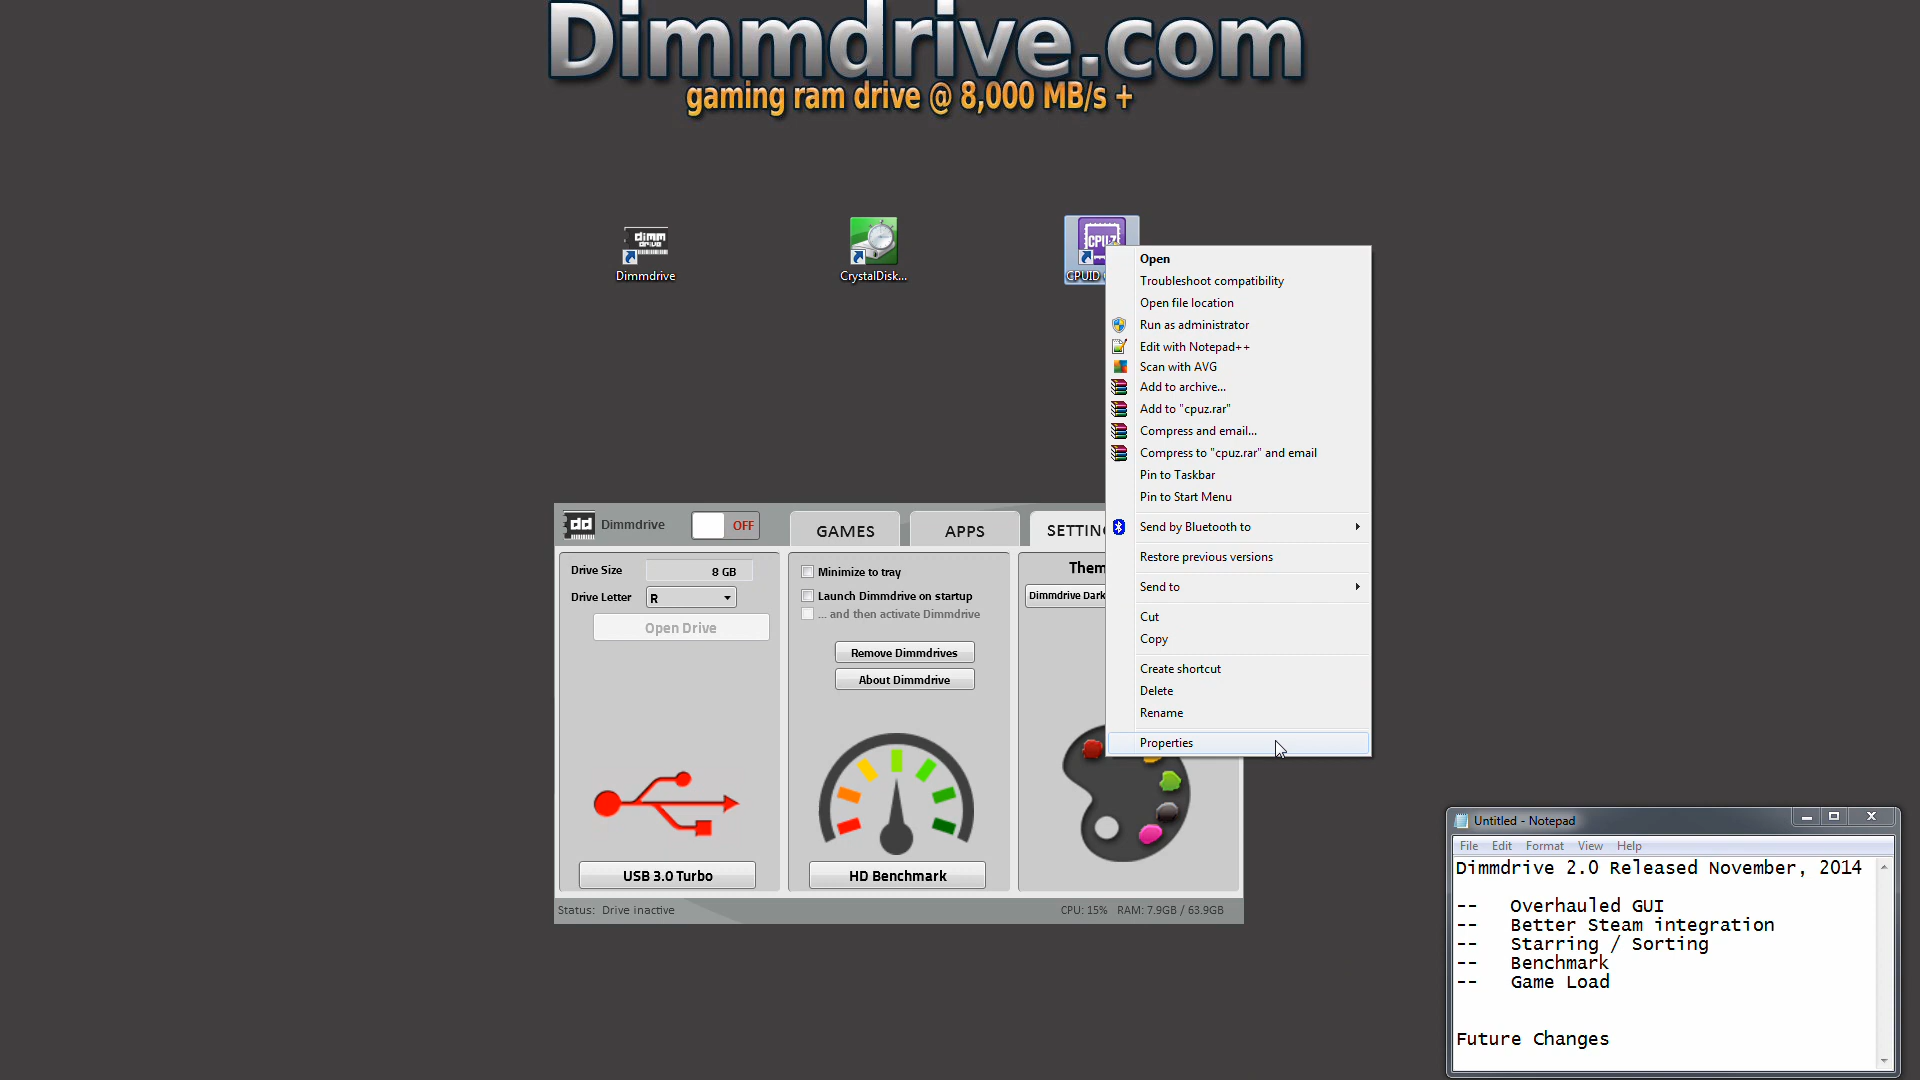 Dimmdrive.com
gaming ram drive @ 8,000 MB/s +
Dimmdrive
CrystalDisk...
CPUID
Open
Troubleshoot compatibility
Open file location
Run as administrator
Edit with Notepad++
Scan with AVG
Add to archive...
Add to "cpuz.rar"
Compress and email...
Compress to "cpuz.rar" and email
Pin to Taskbar
Pin to Start Menu
Send by Bluetooth to
Restore previous versions
Send to
Cut
Copy
Create shortcut
Delete
Rename
Properties
dd Dimmdrive OFF GAMES APPS
Drive Size 8 GB
Drive Letter R
Open Drive
USB 3.0 Turbo
Minimize to tray
Launch Dimmdrive on startup
... and then activate Dimmdrive
Remove Dimmdrives
About Dimmdrive
HD Benchmark
Dimmdrive Dark
Status: Drive inactive CPU: 15% RAM: 7.9GB / 63.9GB
Untitled - Notepad
File Edit Format View Help
Dimmdrive 2.0 Released November, 2014
-- Overhauled GUI
-- Better Steam integration
-- Starring / Sorting
-- Benchmark
-- Game Load
Future Changes